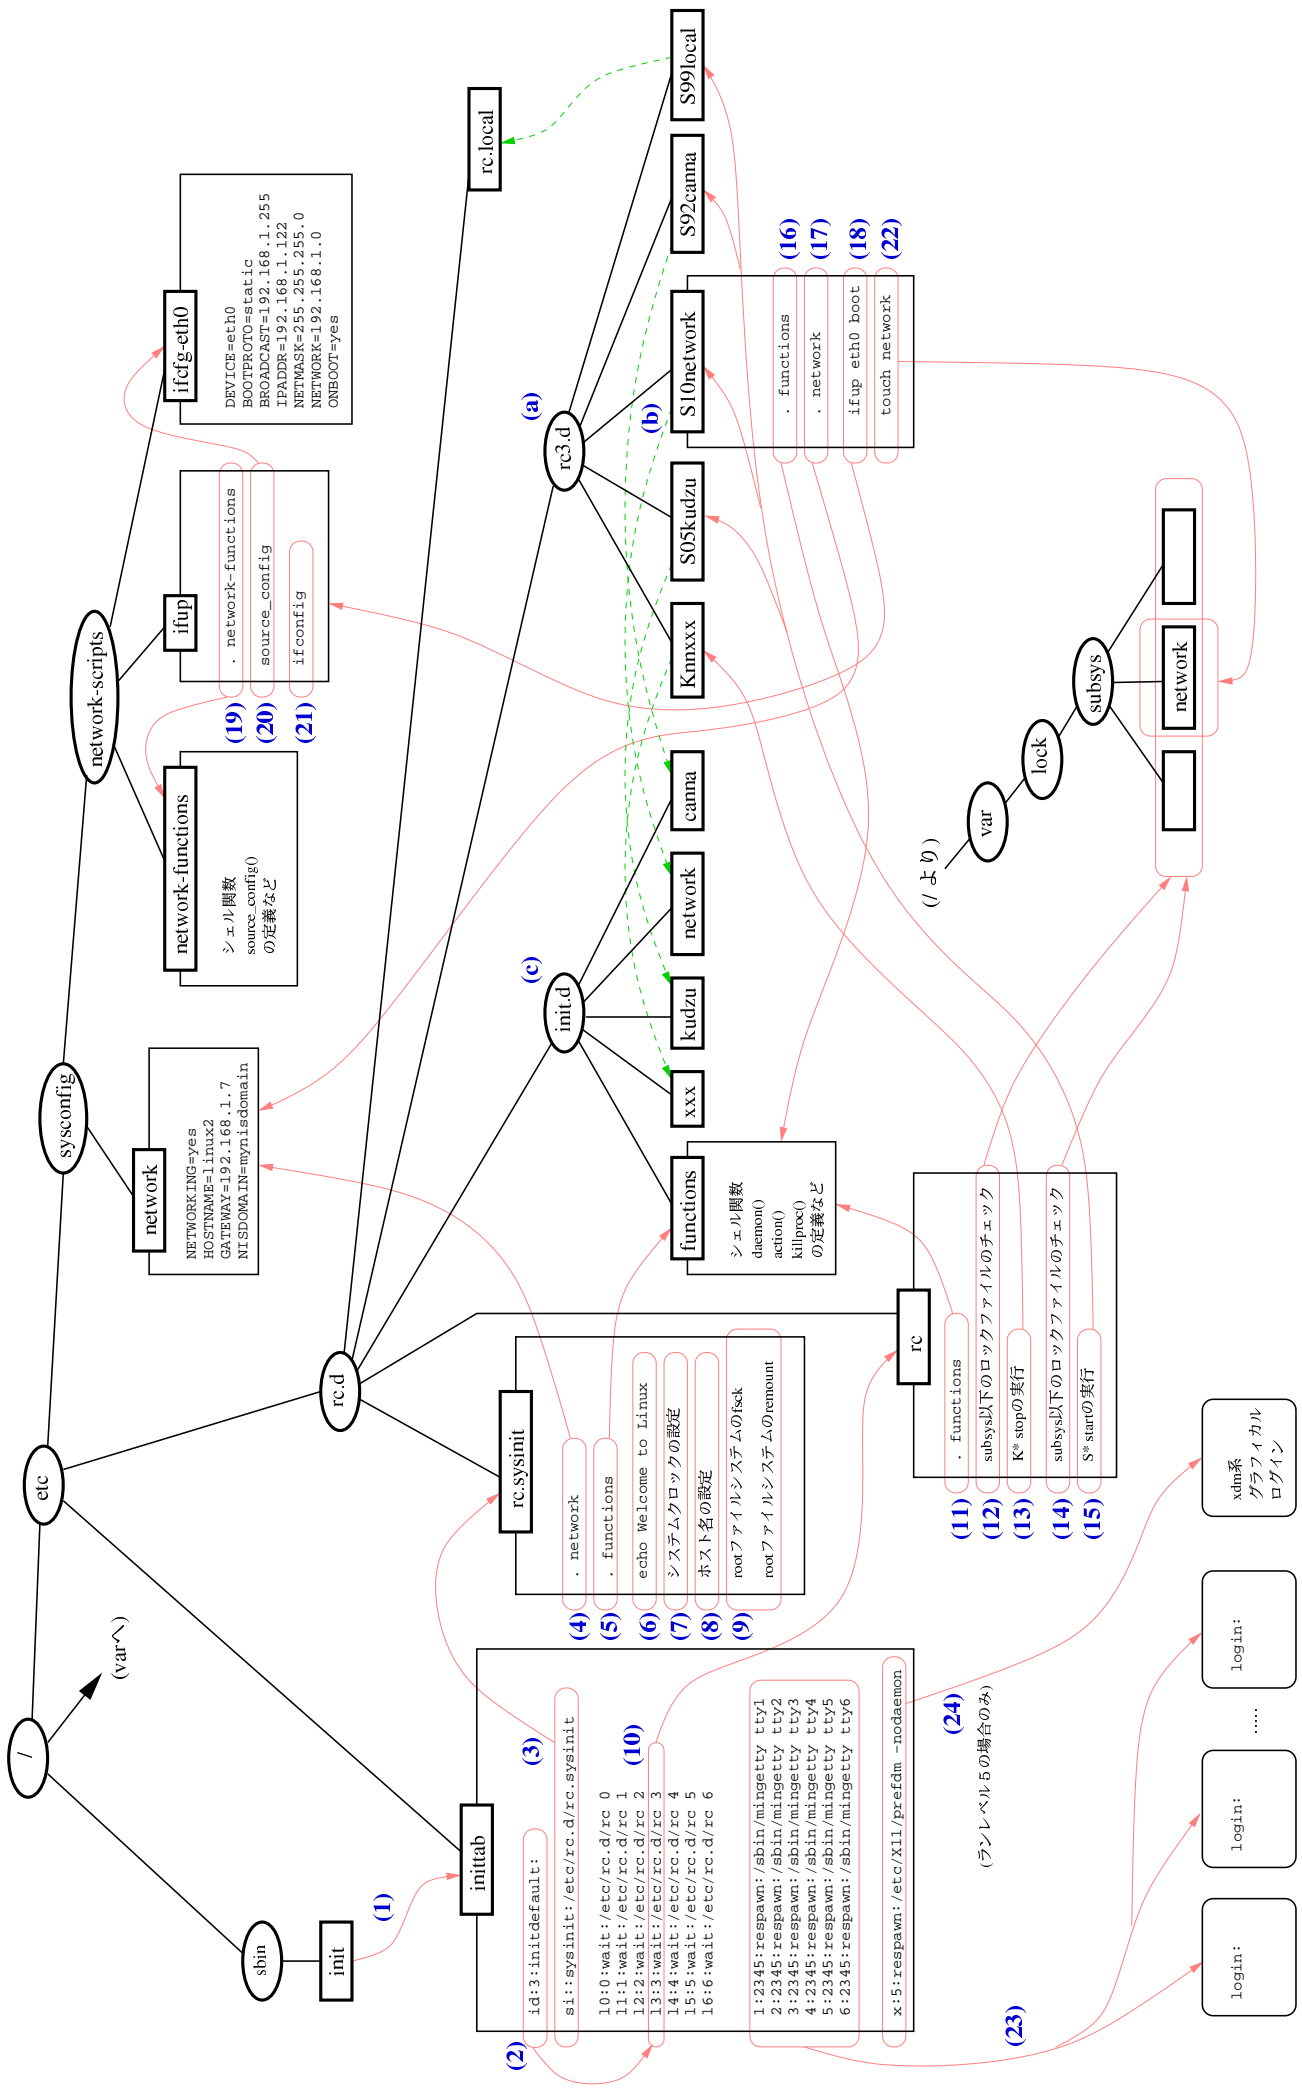 /
(varへ)
sbin
init
(1)
etc
sysconfig
network
NETWORKING=yes
HOSTNAME=linux2
GATEWAY=192.168.1.7
NISDOMAIN=mynisdomain
network-scripts
network-functions
シェル関数
source_config()
の定義など
ifup
. network-functions
source_config
ifconfig
(19)
(20)
(21)
ifcfg-eth0
DEVICE=eth0
BOOTPROTO=static
BROADCAST=192.168.1.255
IPADDR=192.168.1.122
NETMASK=255.255.255.0
NETWORK=192.168.1.0
ONBOOT=yes
inittab
(2)
id:3:initdefault:
(3)
si::sysinit:/etc/rc.d/rc.sysinit
l0:0:wait:/etc/rc.d/rc 0
l1:1:wait:/etc/rc.d/rc 1
l2:2:wait:/etc/rc.d/rc 2
l3:3:wait:/etc/rc.d/rc 3
l4:4:wait:/etc/rc.d/rc 4
l5:5:wait:/etc/rc.d/rc 5
l6:6:wait:/etc/rc.d/rc 6
(10)
1:2345:respawn:/sbin/mingetty tty1
2:2345:respawn:/sbin/mingetty tty2
3:2345:respawn:/sbin/mingetty tty3
4:2345:respawn:/sbin/mingetty tty4
5:2345:respawn:/sbin/mingetty tty5
6:2345:respawn:/sbin/mingetty tty6
x:5:respawn:/etc/X11/prefdm -nodaemon
(24)
(ランレベル５の場合のみ)
(23)
rc.d
rc.sysinit
(4)
. network
(5)
. functions
(6)
echo Welcome to Linux
(7)
システムクロックの設定
(8)
ホスト名の設定
(9)
rootファイルシステムのfsck
rootファイルシステムのremount
rc
(11)
. functions
(12)
subsys以下のロックファイルのチェック
(13)
K* stopの実行
(14)
subsys以下のロックファイルのチェック
(15)
S* startの実行
init.d
(c)
functions
シェル関数
daemon()
action()
killproc()
の定義など
xxx
kudzu
network
canna
rc3.d
(a)
Knnxxx
S05kudzu
(b)
S10network
. functions
(16)
. network
(17)
ifup eth0 boot
(18)
touch network
(22)
S92canna
S99local
rc.local
(/より)
var
lock
subsys
network
login:
login:
.....
login:
xdm系
グラフィカル
ログイン